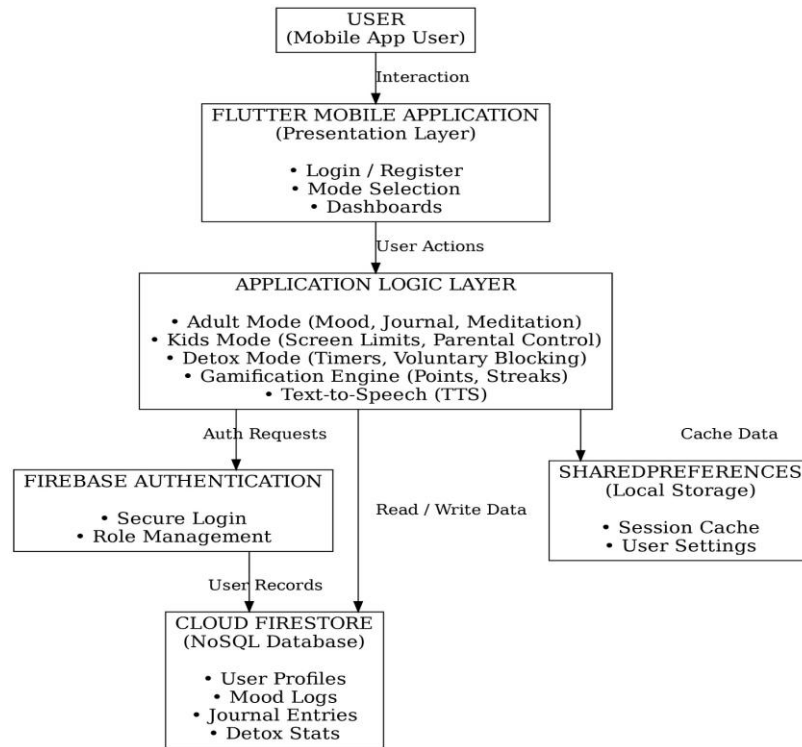 USER
(Mobile App User)
Interaction
FLUTTER MOBILE APPLICATION
(Presentation Layer)
• Login / Register
• Mode Selection
• Dashboards
User Actions
APPLICATION LOGIC LAYER
• Adult Mode (Mood, Journal, Meditation)
• Kids Mode (Screen Limits, Parental Control)
• Detox Mode (Timers, Voluntary Blocking)
• Gamification Engine (Points, Streaks)
• Text-to-Speech (TTS)
Auth Requests
Cache Data
FIREBASE AUTHENTICATION
• Secure Login
• Role Management
Read / Write Data
SHAREDPREFERENCES
(Local Storage)
• Session Cache
• User Settings
User Records
CLOUD FIRESTORE
(NoSQL Database)
• User Profiles
• Mood Logs
• Journal Entries
• Detox Stats